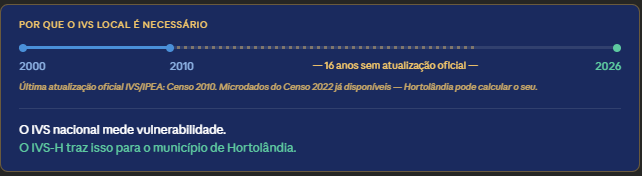 POR QUE O IVS LOCAL É NECESSÁRIO
2000 2010 — 16 anos sem atualização oficial — 2026
Última atualização oficial IVS/IPEA: Censo 2010. Microdados do Censo 2022 já disponíveis — Hortolândia pode calcular o seu.
O IVS nacional mede vulnerabilidade.
O IVS-H traz isso para o município de Hortolândia.